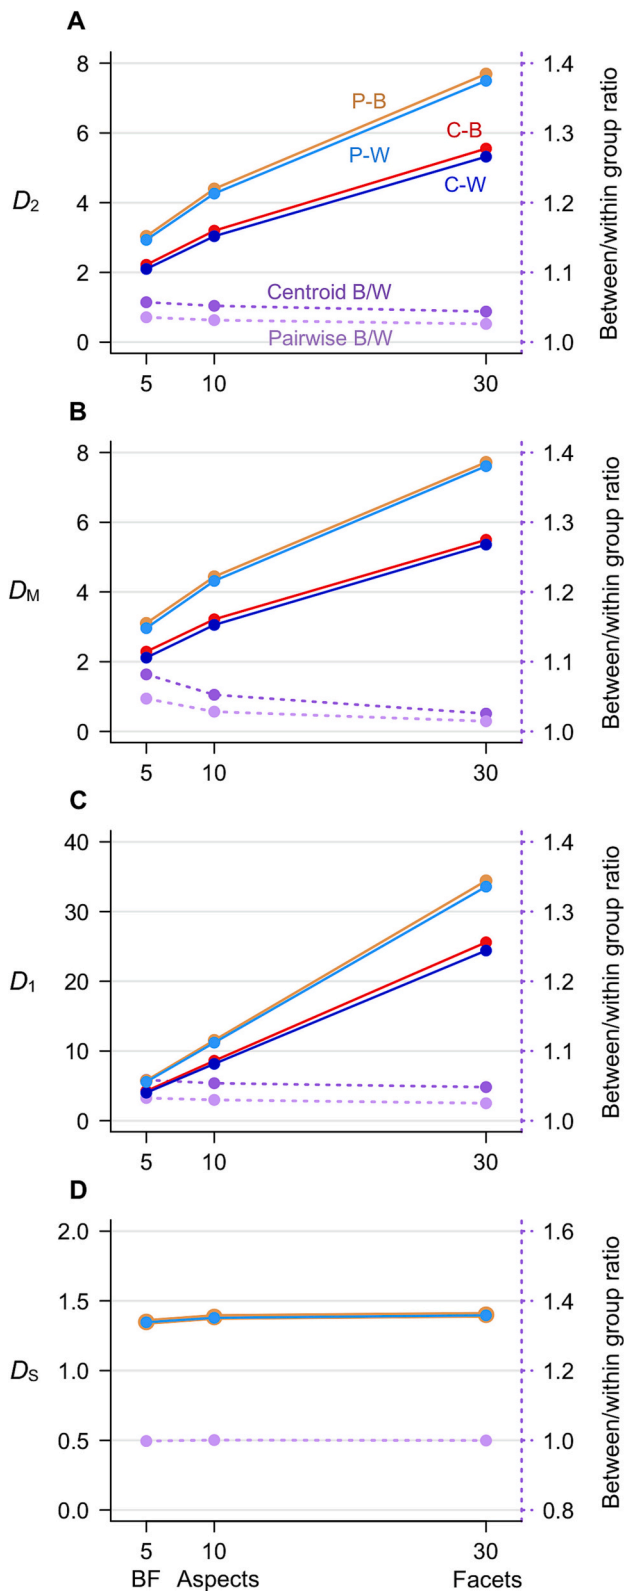 A
8
1.4
P-B
6
C-B
1.3
P-W
C-W
D2
4
1.2
Between/within group ratio
2
1.1
Centroid B/W
0
Pairwise B/W
1.0
5
10
30
B
8
1.4
6
1.3
DM
4
1.2
Between/within group ratio
2
1.1
0
1.0
5
10
30
C
40
1.4
30
1.3
D1
20
1.2
Between/within group ratio
10
1.1
0
1.0
5
10
30
D
2.0
1.6
1.5
1.4
DS
1.0
1.2
Between/within group ratio
0.5
1.0
0.0
0.8
5
10
30
BF
Aspects
Facets